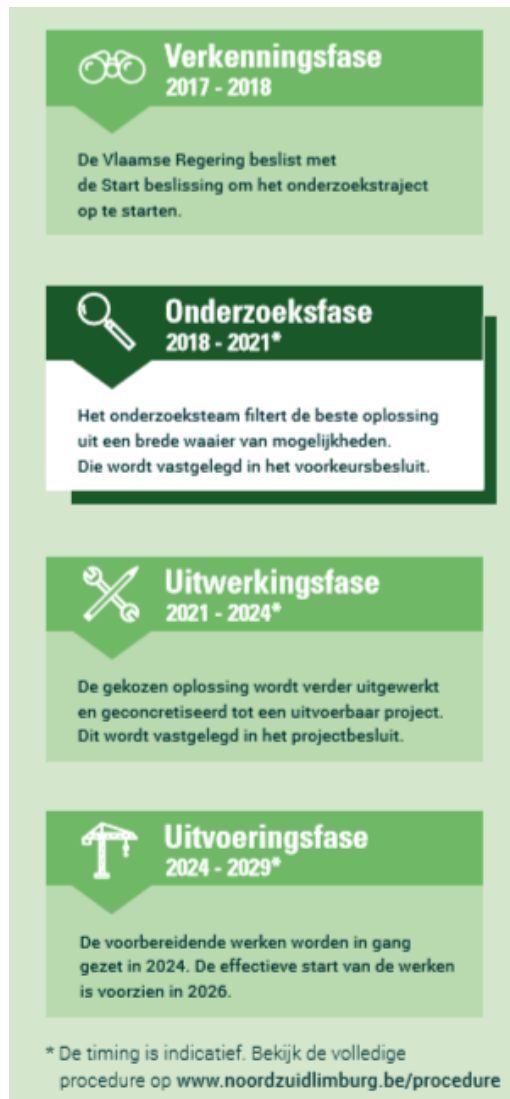 Verkenningsfase
2017 - 2018
De Vlaamse Regering beslist met
de Start beslissing om het onderzoekstraject
op te starten.
Onderzoeksfase
2018 - 2021*
Het onderzoeksteam filtert de beste oplossing
uit een brede waaier van mogelijkheden.
Die wordt vastgelegd in het voorkeursbesluit.
Uitwerkingsfase
2021 - 2024*
De gekozen oplossing wordt verder uitgewerkt
en geconcretiseerd tot een uitvoerbaar project.
Dit wordt vastgelegd in het projectbesluit.
Uitvoeringsfase
2024 - 2029*
De voorbereidende werken worden in gang
gezet in 2024. De effectieve start van de werken
is voorzien in 2026.
* De timing is indicatief. Bekijk de volledige
procedure op www.noordzuidlimburg.be/procedure